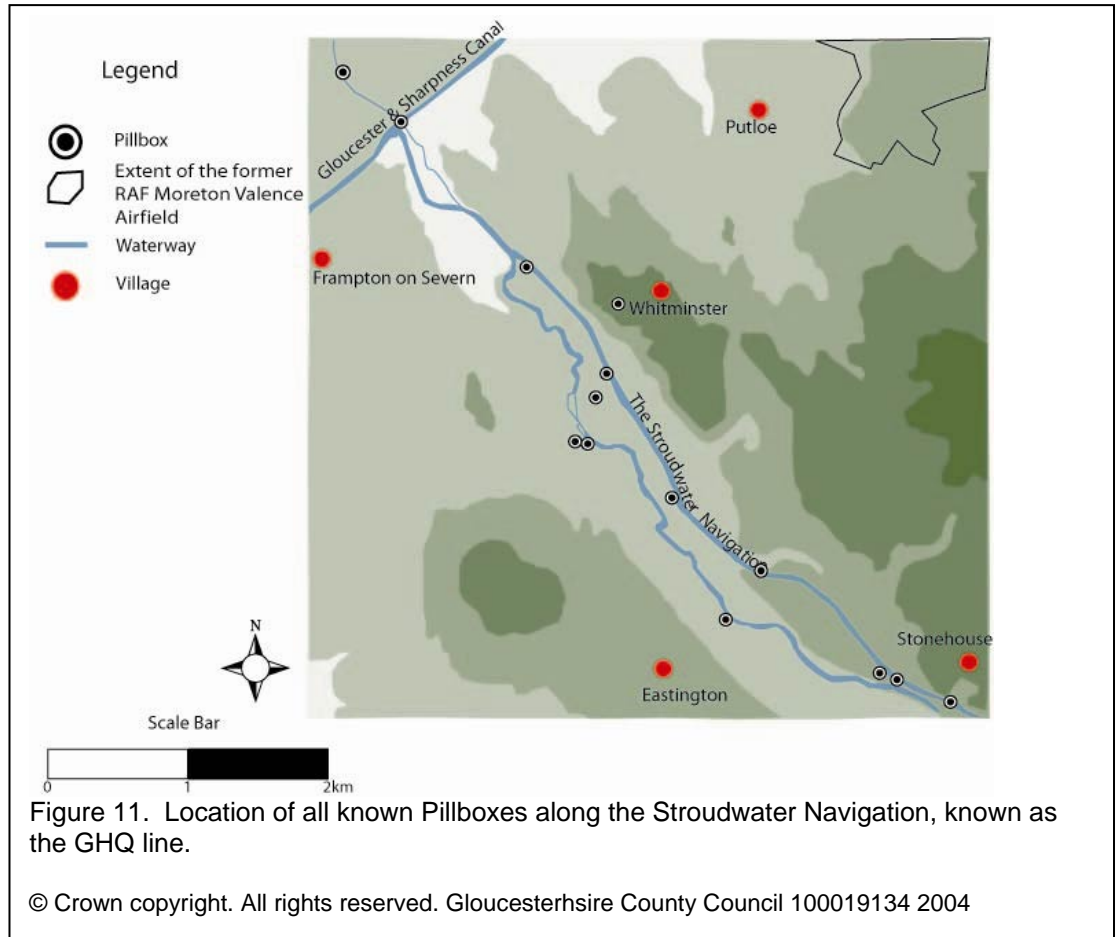 Legend
Pillbox
Extent of the former
RAF Moreton Valence
Airfield
Waterway
Village
Gloucester & Sharpness Canal
Putloe
Frampton on Severn
Whitminster
The Stroudwater Navigation
Stonehouse
Eastington
N
Scale Bar
0 1 2km
Figure 11. Location of all known Pillboxes along the Stroudwater Navigation, known as
the GHQ line.
© Crown copyright. All rights reserved. Gloucesterhsire County Council 100019134 2004